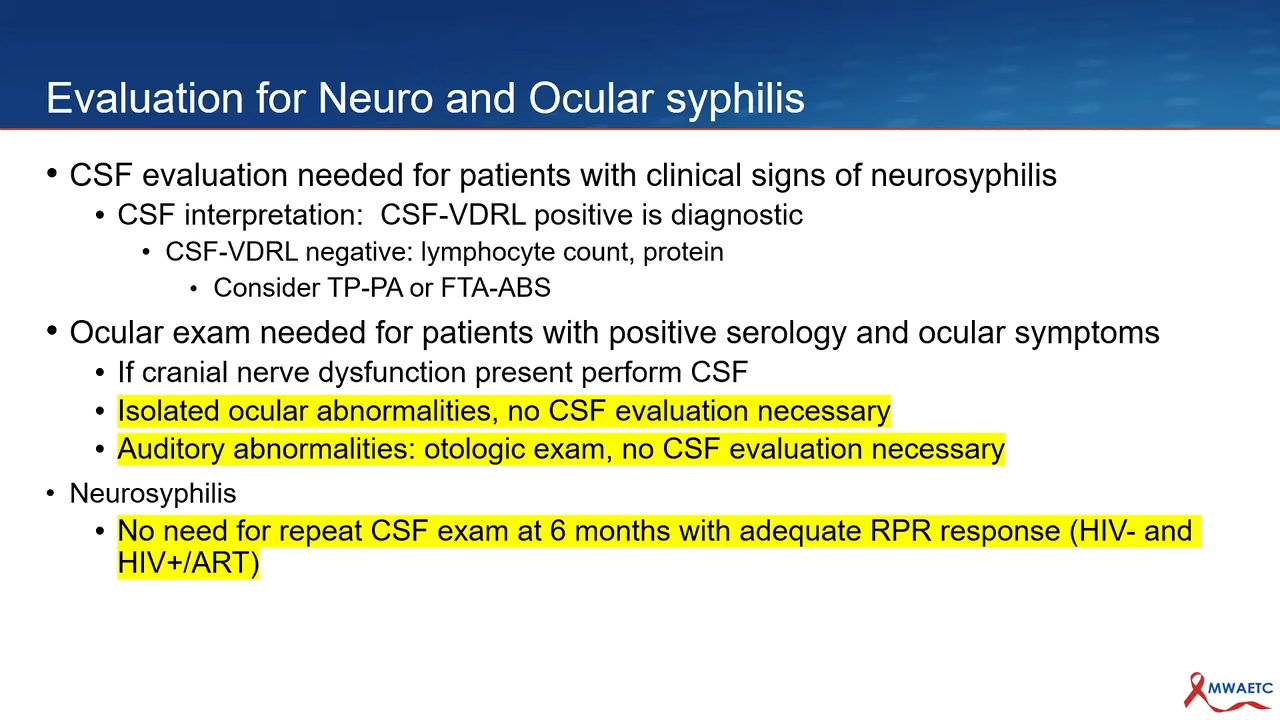 Evaluation for Neuro and Ocular syphilis
• CSF evaluation needed for patients with clinical signs of neurosyphilis
• CSF interpretation:  CSF-VDRL positive is diagnostic
• CSF-VDRL negative: lymphocyte count, protein
• Consider TP-PA or FTA-ABS
• Ocular exam needed for patients with positive serology and ocular symptoms
• If cranial nerve dysfunction present perform CSF
• Isolated ocular abnormalities, no CSF evaluation necessary
• Auditory abnormalities: otologic exam, no CSF evaluation necessary
• Neurosyphilis
• No need for repeat CSF exam at 6 months with adequate RPR response (HIV- and
HIV+/ART)
MWAETC